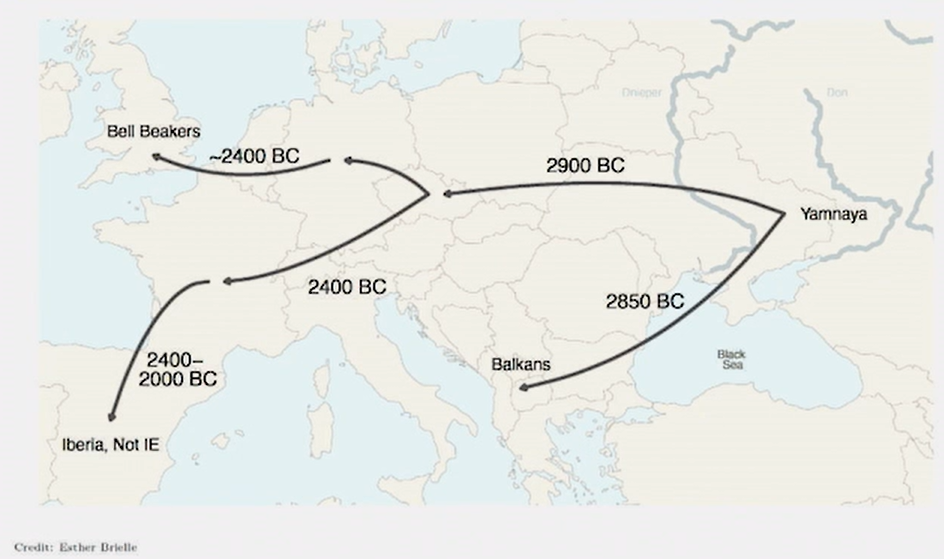 Dnieper
Don
Bell Beakers
~2400 BC
2900 BC
Yamnaya
2400 BC
2850 BC
Balkans
Black
Sea
2400–
2000 BC
Iberia, Not IE
Credit: Esther Brielle